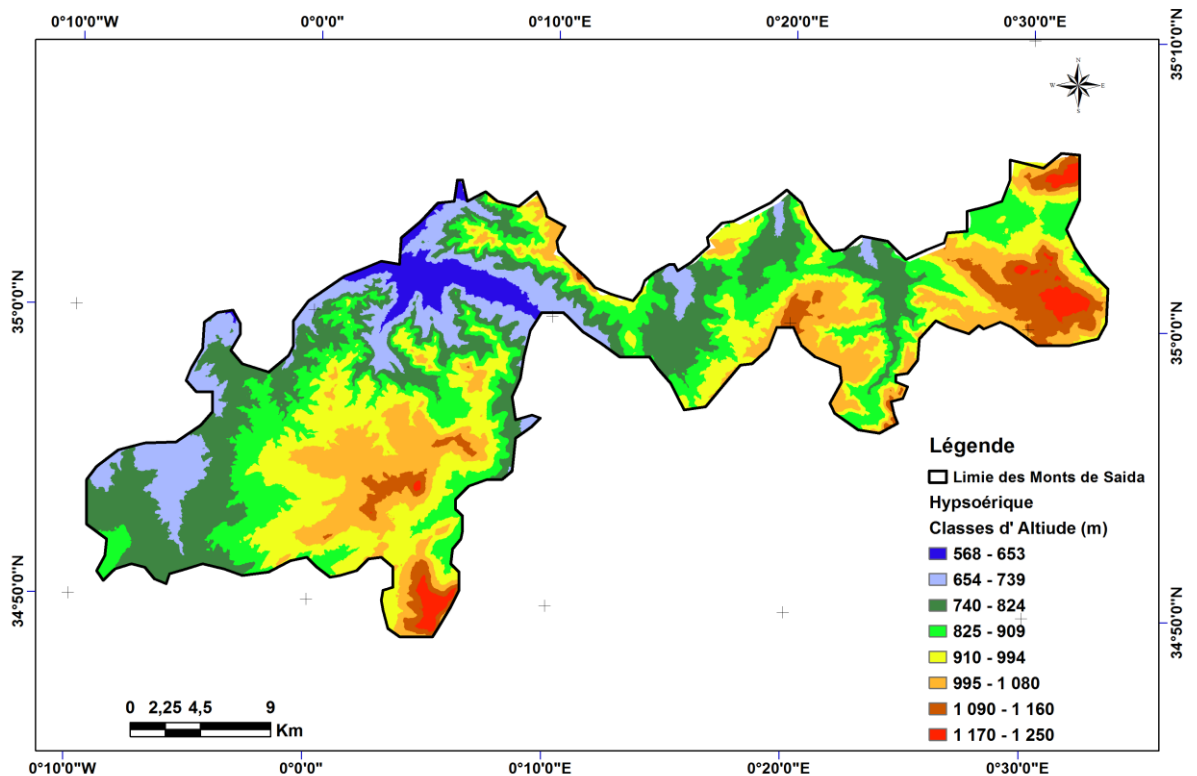 0°10'0"W 0°0'0" 0°10'0"E 0°20'0"E 0°30'0"E
35°10'0"N
N
W E
S
35°0'0"N
35°0'0"N
34°50'0"N
34°50'0"N
Légende
Limie des Monts de Saida
Hypsoérique
Classes d' Altiude (m)
568 - 653
654 - 739
740 - 824
825 - 909
910 - 994
995 - 1 080
1 090 - 1 160
1 170 - 1 250
0 2,25 4,5 9
Km
0°10'0"W 0°0'0"E 0°10'0"E 0°20'0"E 0°30'0"E